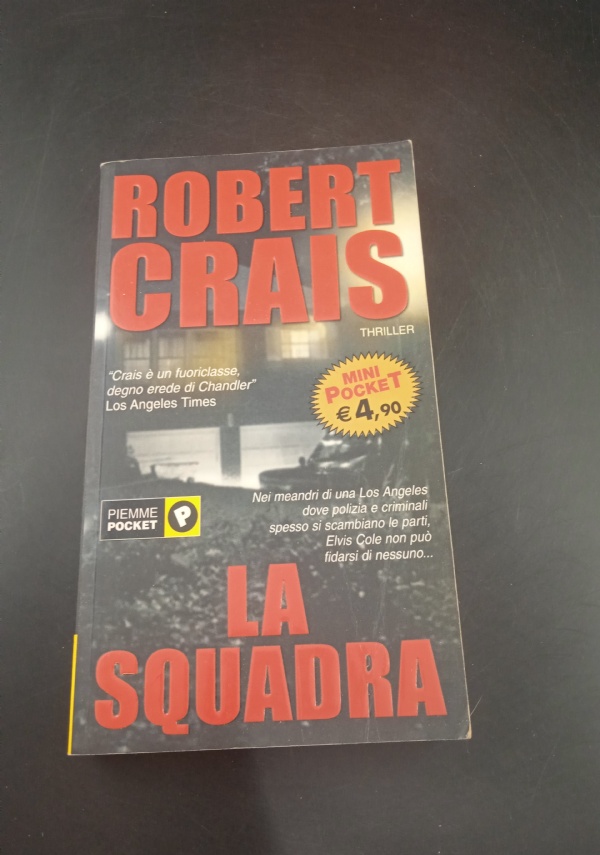 ROBERT
CRAIS
THRILLER
"Crais è un fuoriclasse,
degno erede di Chandler"
Los Angeles Times
MINI
POCKET
€ 4,90
PIEMME
POCKET
P
Nei meandri di una Los Angeles
dove polizia e criminali
spesso si scambiano le parti,
Elvis Cole non può
fidarsi di nessuno...
LA
SQUADRA